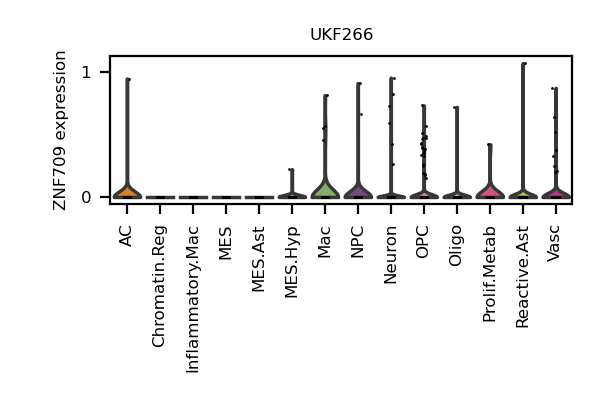 UKF266
ZNF709 expression
1
0
AC
Chromatin.Reg
Inflammatory.Mac
MES
MES.Ast
MES.Hyp
Mac
NPC
Neuron
OPC
Oligo
Prolif.Metab
Reactive.Ast
Vasc